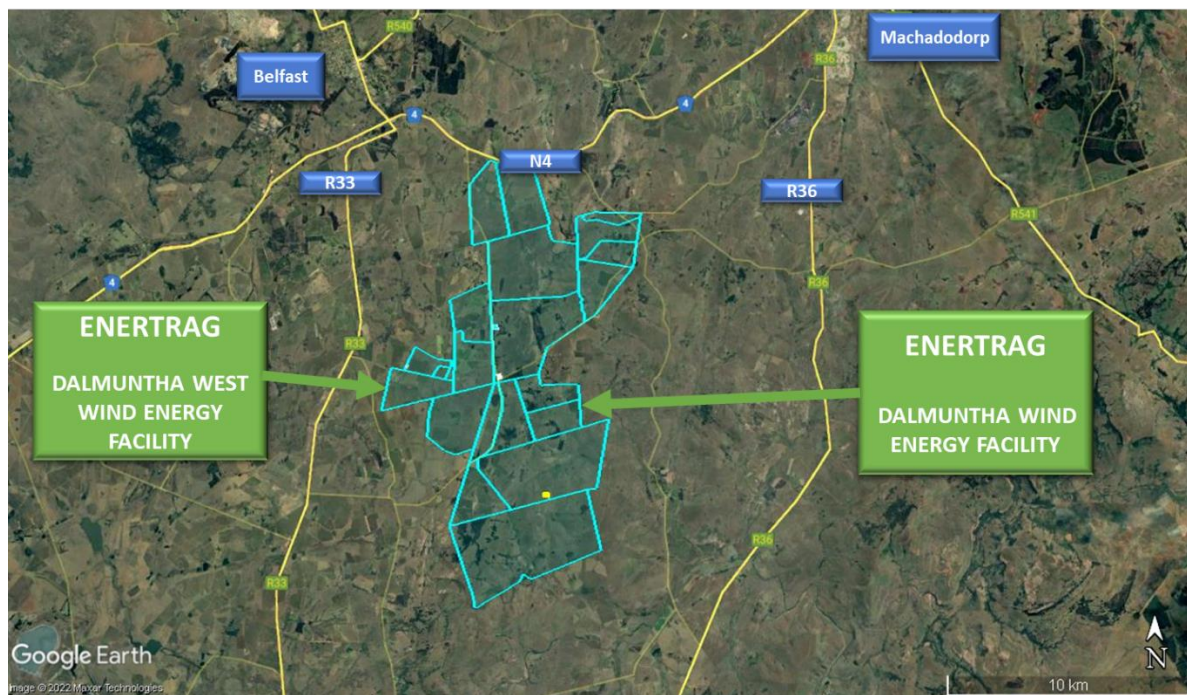 R540
Belfast
Machadodorp
R36
4
4
N4
R33
R36
R541
4
R36
ENERTRAG
DALMUNTHA WEST
WIND ENERGY
FACILITY
R33
ENERTRAG
DALMUNTHA WIND
ENERGY FACILITY
R36
R33
Google Earth
N
Image © 2022 Maxar Technologies
10 km